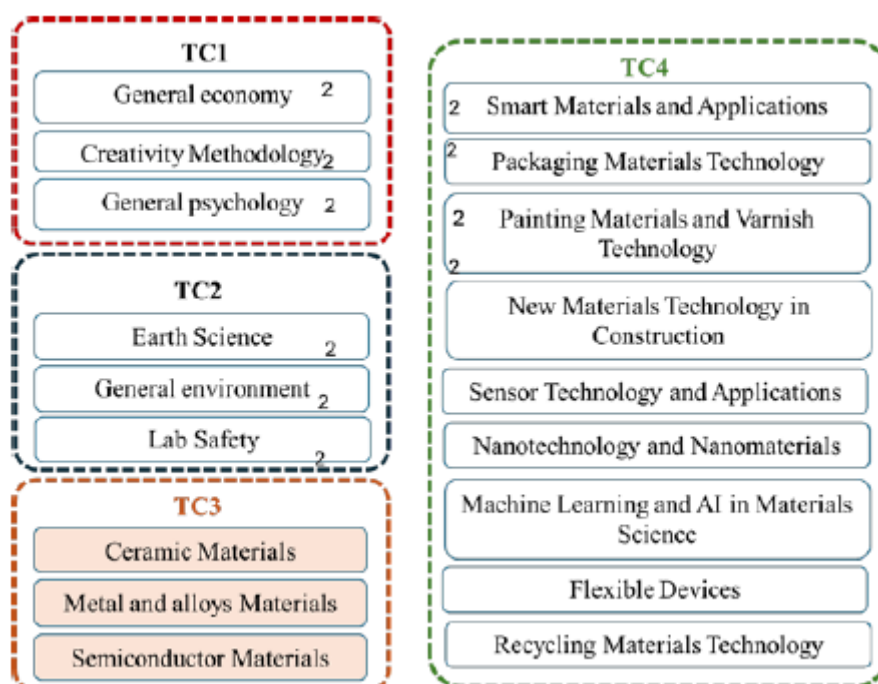 TC1
General economy 2
Creativity Methodology 2
General psychology 2
TC2
Earth Science 2
General environment 2
Lab Safety 2
TC3
Ceramic Materials
Metal and alloys Materials
Semiconductor Materials
TC4
2 Smart Materials and Applications
2 Packaging Materials Technology
2 Painting Materials and Varnish
Technology
2
New Materials Technology in
Construction
Sensor Technology and Applications
Nanotechnology and Nanomaterials
Machine Learning and AI in Materials
Science
Flexible Devices
Recycling Materials Technology